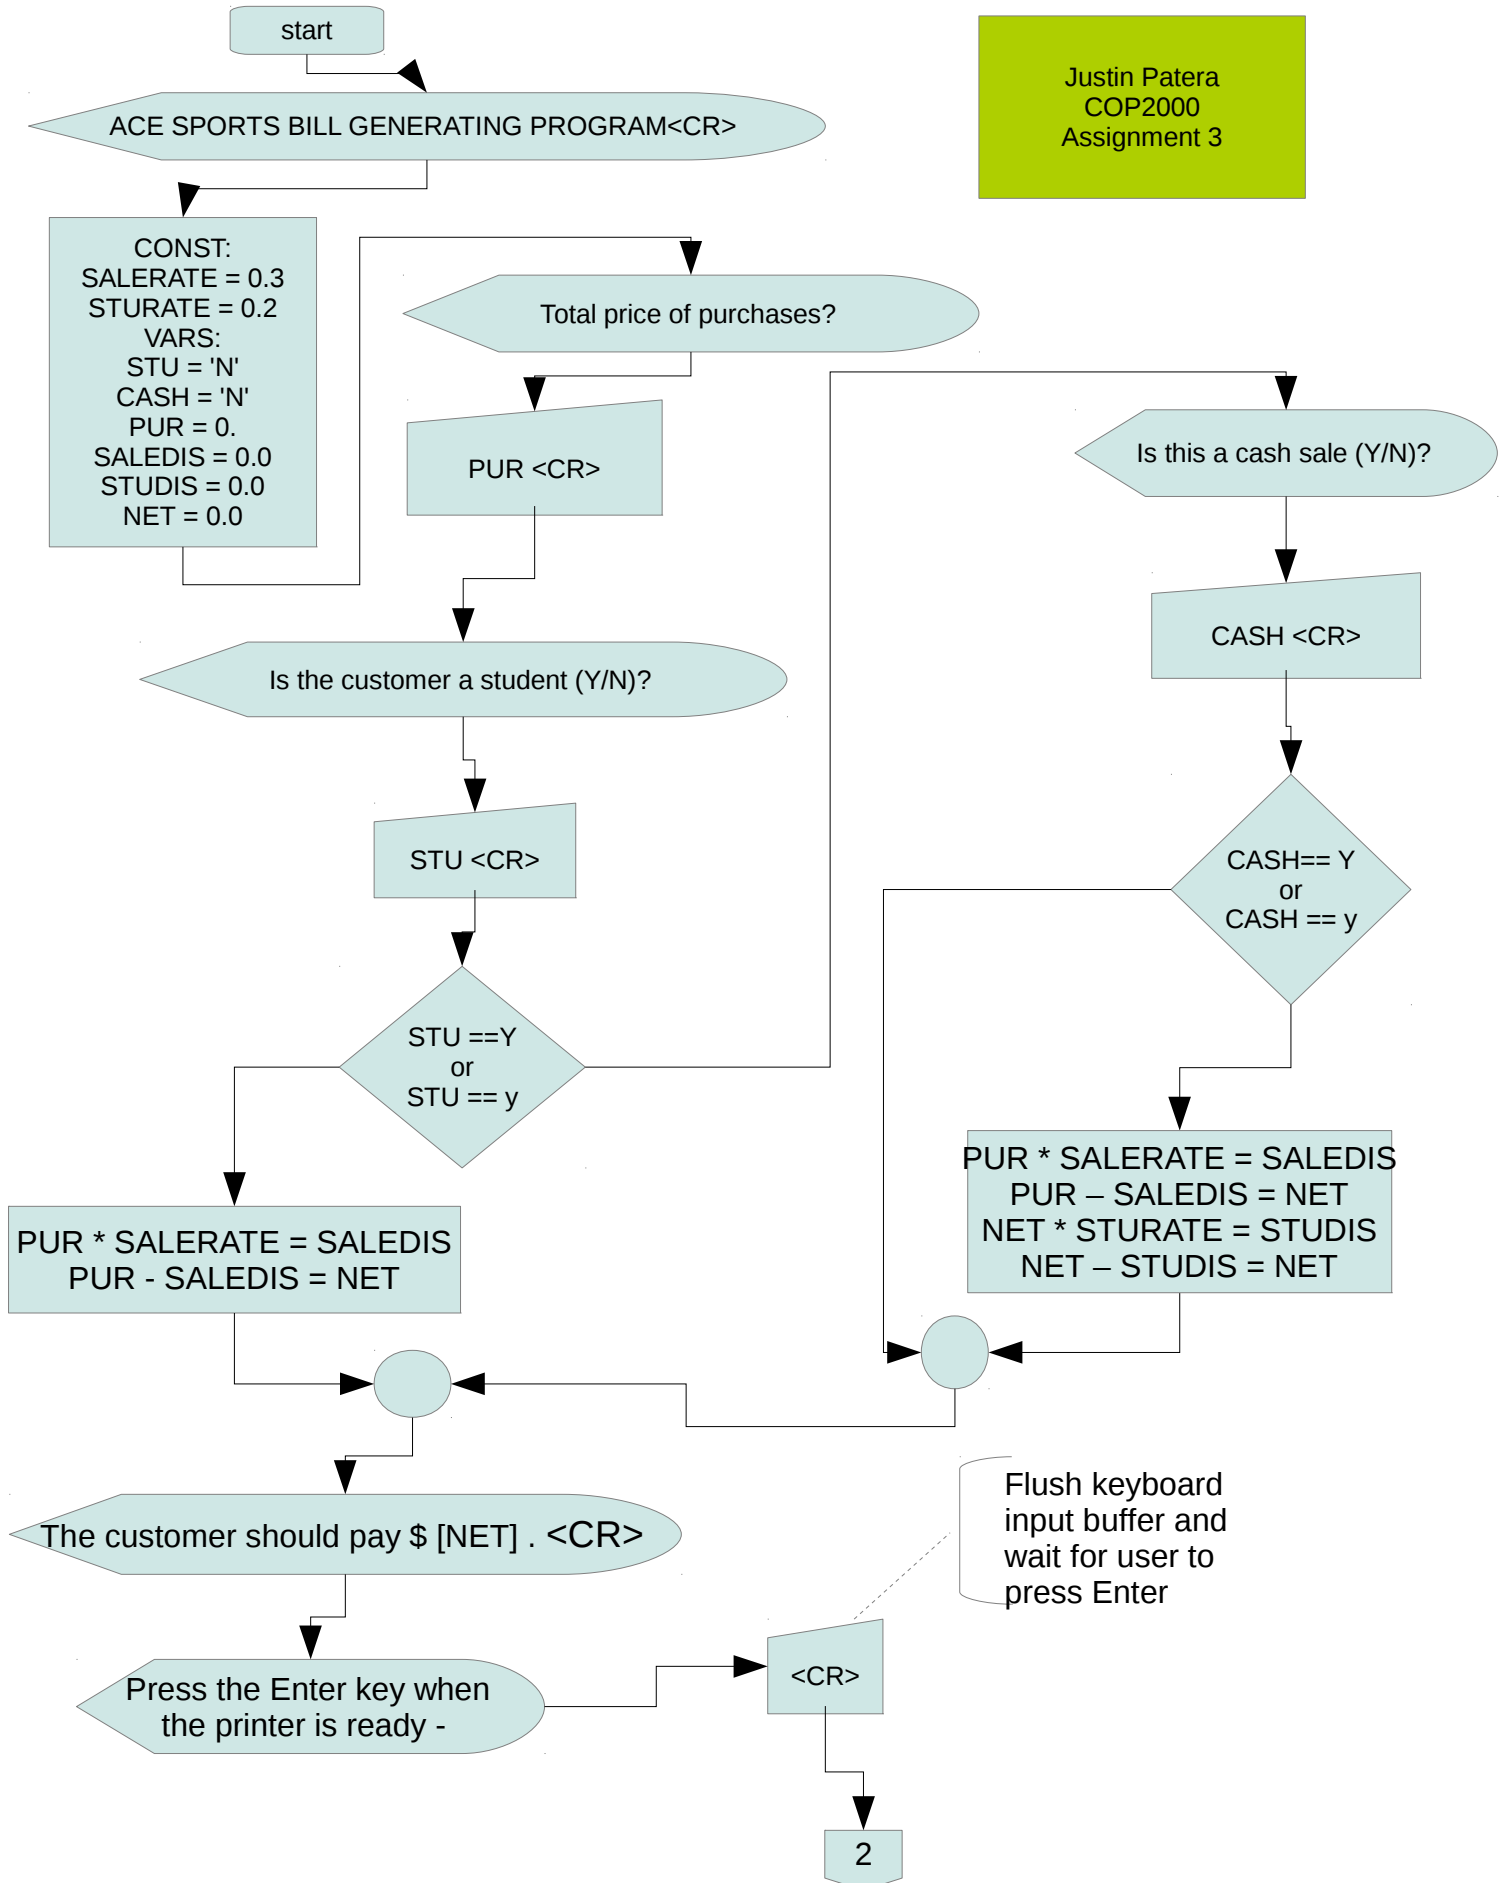 start
ACE SPORTS BILL GENERATING PROGRAM<CR>
Justin Patera
COP2000
Assignment 3
CONST:
SALERATE = 0.3
STURATE = 0.2
VARS:
STU = 'N'
CASH = 'N'
PUR = 0.
SALEDIS = 0.0
STUDIS = 0.0
NET = 0.0
Total price of purchases?
PUR <CR>
Is the customer a student (Y/N)?
STU <CR>
STU ==Y
or
STU == y
Is this a cash sale (Y/N)?
CASH <CR>
CASH== Y
or
CASH == y
PUR * SALERATE = SALEDIS
PUR – SALEDIS = NET
NET * STURATE = STUDIS
NET – STUDIS = NET
PUR * SALERATE = SALEDIS
PUR - SALEDIS = NET
The customer should pay $ [NET] . <CR>
Press the Enter key when
the printer is ready -
<CR>
Flush keyboard
input buffer and
wait for user to
press Enter
2